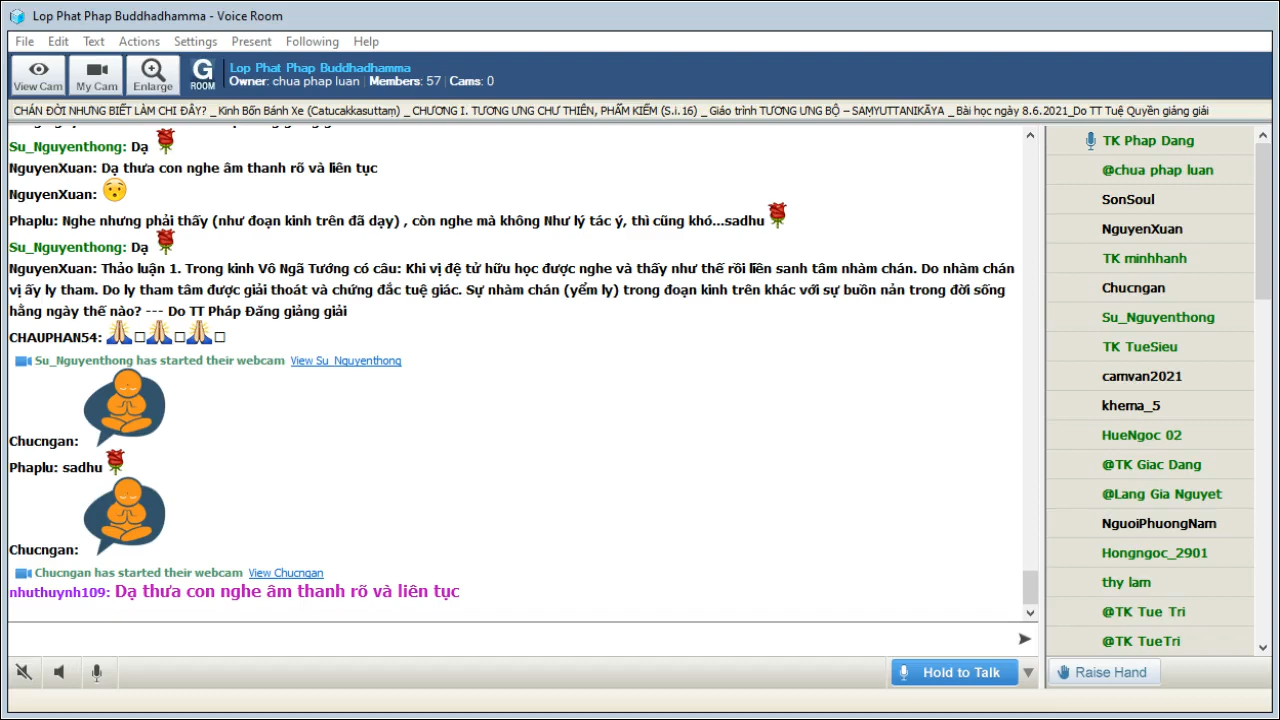 Lop Phat Phap Buddhadhamma - Voice Room
File Edit Text Actions Settings Present Following Help
View Cam My Cam Enlarge G ROOM
Lop Phat Phap Buddhadhamma
Owner: chua phap luan Members: 57 Cams: 0
CHÁN ĐỜI NHƯNG BIẾT LÀM CHI ĐÂY? _ Kinh Bốn Bánh Xe (Catucakkasuttaṃ) _ CHƯƠNG I. TƯƠNG ƯNG CHƯ THIÊN, PHẨM KIẾM (S.i.16) _ Giáo trình TƯƠNG ƯNG BỘ – SAṂYUTTANIKĀYA _ Bài học ngày 8.6.2021_Do TT Tuệ Quyền giảng giải
Su_Nguyenthong: Dạ
NguyenXuan: Dạ thưa con nghe âm thanh rõ và liên tục
NguyenXuan:
Phaplu: Nghe nhưng phải thấy (như đoạn kinh trên đã dạy) , còn nghe mà không Như lý tác ý, thì cũng khó...sadhu
Su_Nguyenthong: Dạ
NguyenXuan: Thảo luận 1. Trong kinh Vô Ngã Tướng có câu: Khi vị đệ tử hữu học được nghe và thấy như thế rồi liền sanh tâm nhàm chán. Do nhàm chán
vị ấy ly tham. Do ly tham tâm được giải thoát và chứng đắc tuệ giác. Sự nhàm chán (yểm ly) trong đoạn kinh trên khác với sự buồn nản trong đời sống
hằng ngày thế nào? --- Do TT Pháp Đăng giảng giải
CHAUPHAN54:
Su_Nguyenthong has started their webcam View Su_Nguyenthong
Chucngan:
Phaplu: sadhu
Chucngan:
Chucngan has started their webcam View Chucngan
nhuthuynh109: Dạ thưa con nghe âm thanh rõ và liên tục
Hold to Talk
TK Phap Dang
@chua phap luan
SonSoul
NguyenXuan
TK minhhanh
Chucngan
Su_Nguyenthong
TK TueSieu
camvan2021
khema_5
HueNgoc 02
@TK Giac Dang
@Lang Gia Nguyet
NguoiPhuongNam
Hongngoc_2901
thy lam
@TK Tue Tri
@TK TueTri
Raise Hand